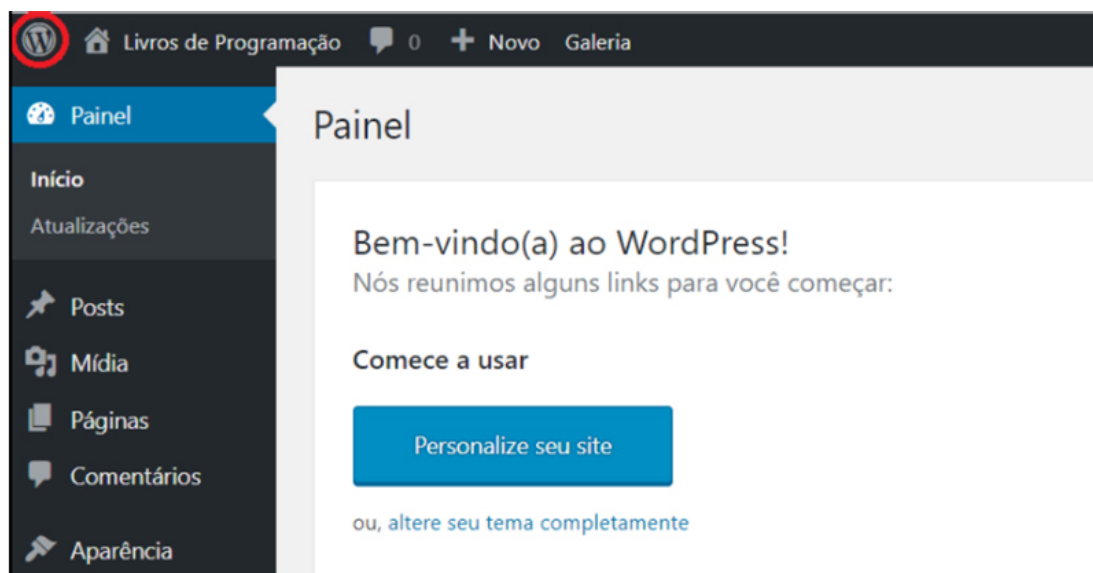 Livros de Programação 0 Novo Galeria
Painel
Início
Atualizações
Posts
Mídia
Páginas
Comentários
Aparência
Painel
Bem-vindo(a) ao WordPress!
Nós reunimos alguns links para você começar:
Comece a usar
Personalize seu site
ou, altere seu tema completamente